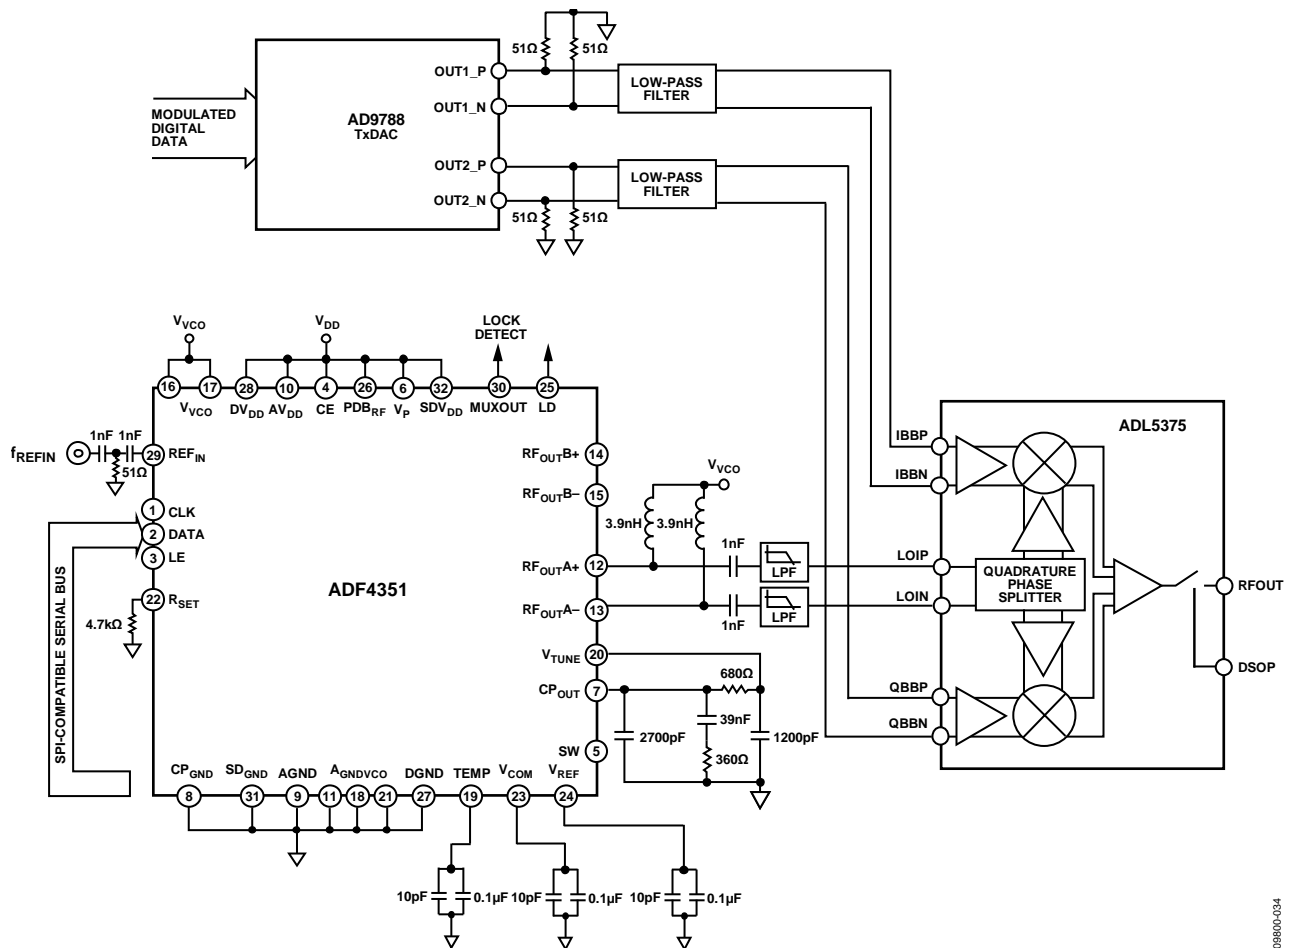 51Ω
51Ω
OUT1_P
OUT1_N
OUT2_P
OUT2_N
MODULATED
DIGITAL
DATA
AD9788
TxDAC
LOW-PASS
FILTER
LOW-PASS
FILTER
51Ω
51Ω
VVCO
VDD
LOCK
DETECT
16
17
28
10
4
26
6
32
30
25
VVCO
DVDD
AVDD
CE
PDBRF
VP
SDVDD
MUXOUT
LD
fREFIN
1nF
1nF
51Ω
29
REFIN
1
CLK
2
DATA
3
LE
22
RSET
4.7kΩ
SPI-COMPATIBLE SERIAL BUS
ADF4351
RFOUTB+
14
RFOUTB–
15
RFOUTA+
12
RFOUTA–
13
VTUNE
20
CPOUT
7
SW
5
VVCO
3.9nH
3.9nH
1nF
LPF
1nF
LPF
680Ω
39nF
2700pF
1200pF
360Ω
CPGND
SDGND
AGND
AGNDVCO
DGND
TEMP
VCOM
VREF
8
31
9
11
18
21
27
19
23
24
10pF
0.1µF
10pF
0.1µF
10pF
0.1µF
ADL5375
IBBP
IBBN
LOIP
LOIN
QBBP
QBBN
QUADRATURE
PHASE
SPLITTER
RFOUT
DSOP
09800-034